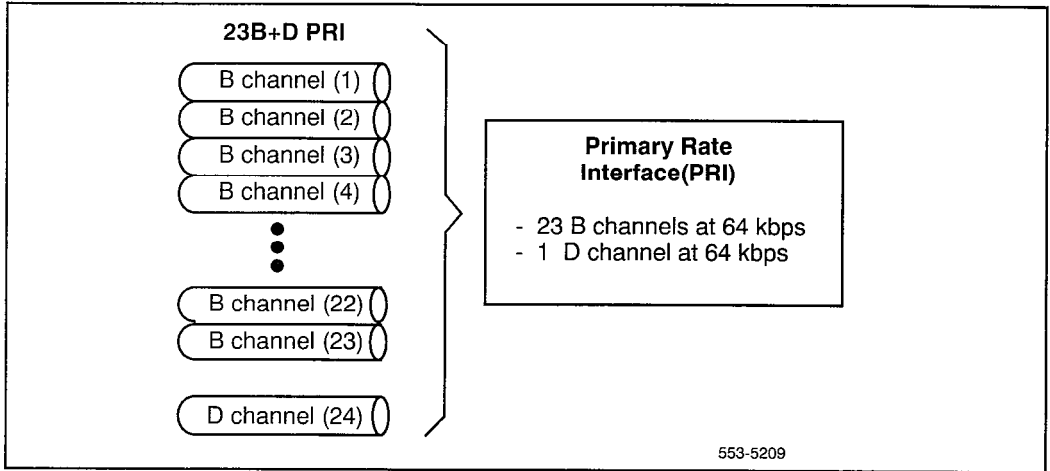 23B+D PRI
B channel (1)
B channel (2)
B channel (3)
B channel (4)
B channel (22)
B channel (23)
D channel (24)
Primary Rate
Interface(PRI)
- 23 B channels at 64 kbps
- 1 D channel at 64 kbps
553-5209